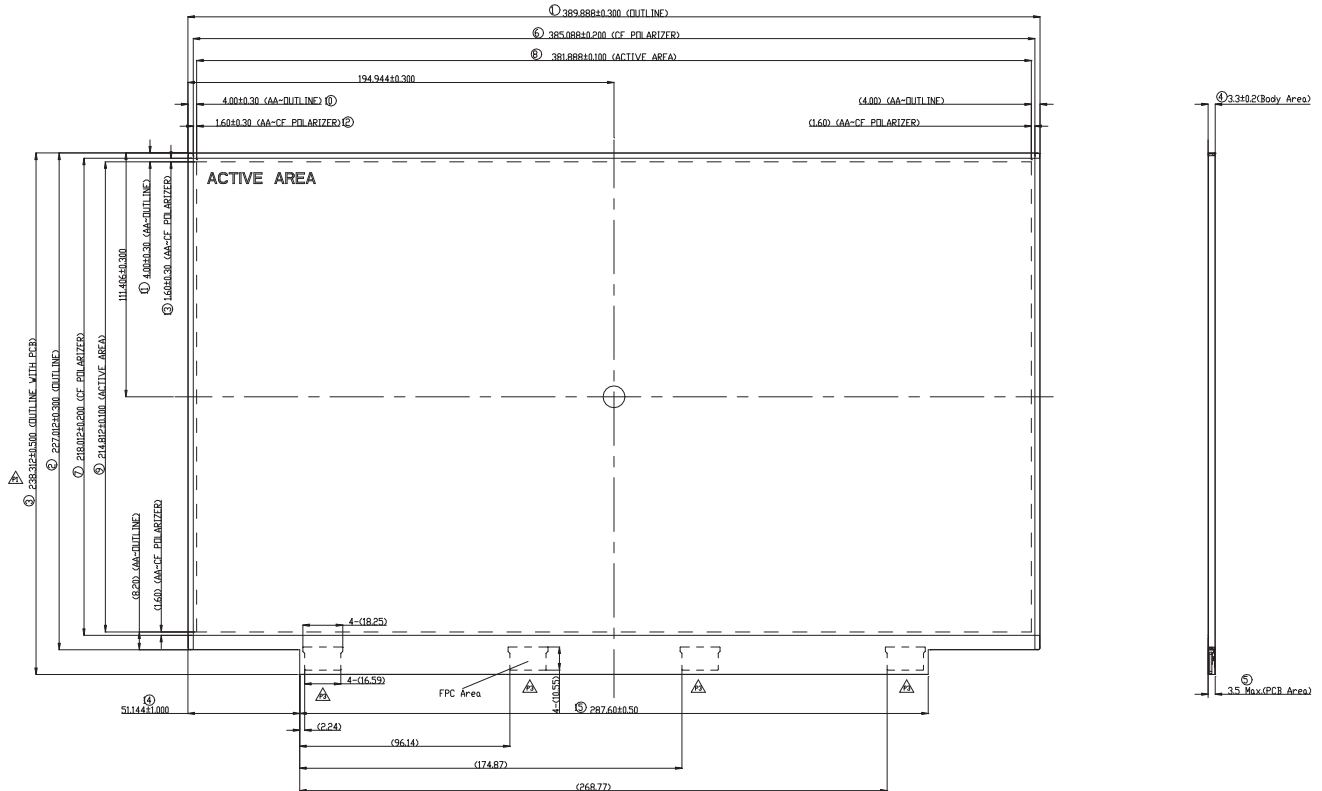 ① 389.888±0.300 (OUTLINE)
⑥ 385.088±0.200 (CF POLARIZER)
⑧ 381.888±0.100 (ACTIVE AREA)
194.944±0.300
4.00±0.30 (AA~OUTLINE) ⑩
(4.00) (AA~OUTLINE)
④ 3.3±0.2(Body Area)
1.60±0.30 (AA~CF POLARIZER) ⑫
(1.60) (AA~CF POLARIZER)
ACTIVE AREA
③ 238.312±0.500 (OUTLINE WITH PCB)
② 227.012±0.300 (OUTLINE)
⑦ 218.012±0.200 (CF POLARIZER)
⑨ 214.812±0.100 (ACTIVE AREA)
111.406±0.300
⑪ 4.00±0.30 (AA~OUTLINE)
⑬ 1.60±0.30 (AA~CF POLARIZER)
P3
(8.20) (AA~OUTLINE)
(1.60) (AA~CF POLARIZER)
4-(18.25)
4-(16.59)
FPC Area
4-(10.55)
P3
P3
P3
P3
⑤
3.5 Max.(PCB Area)
⑭
51.144±1.000
⑮ 287.60±0.50
(2.24)
(96.14)
(174.87)
(268.77)